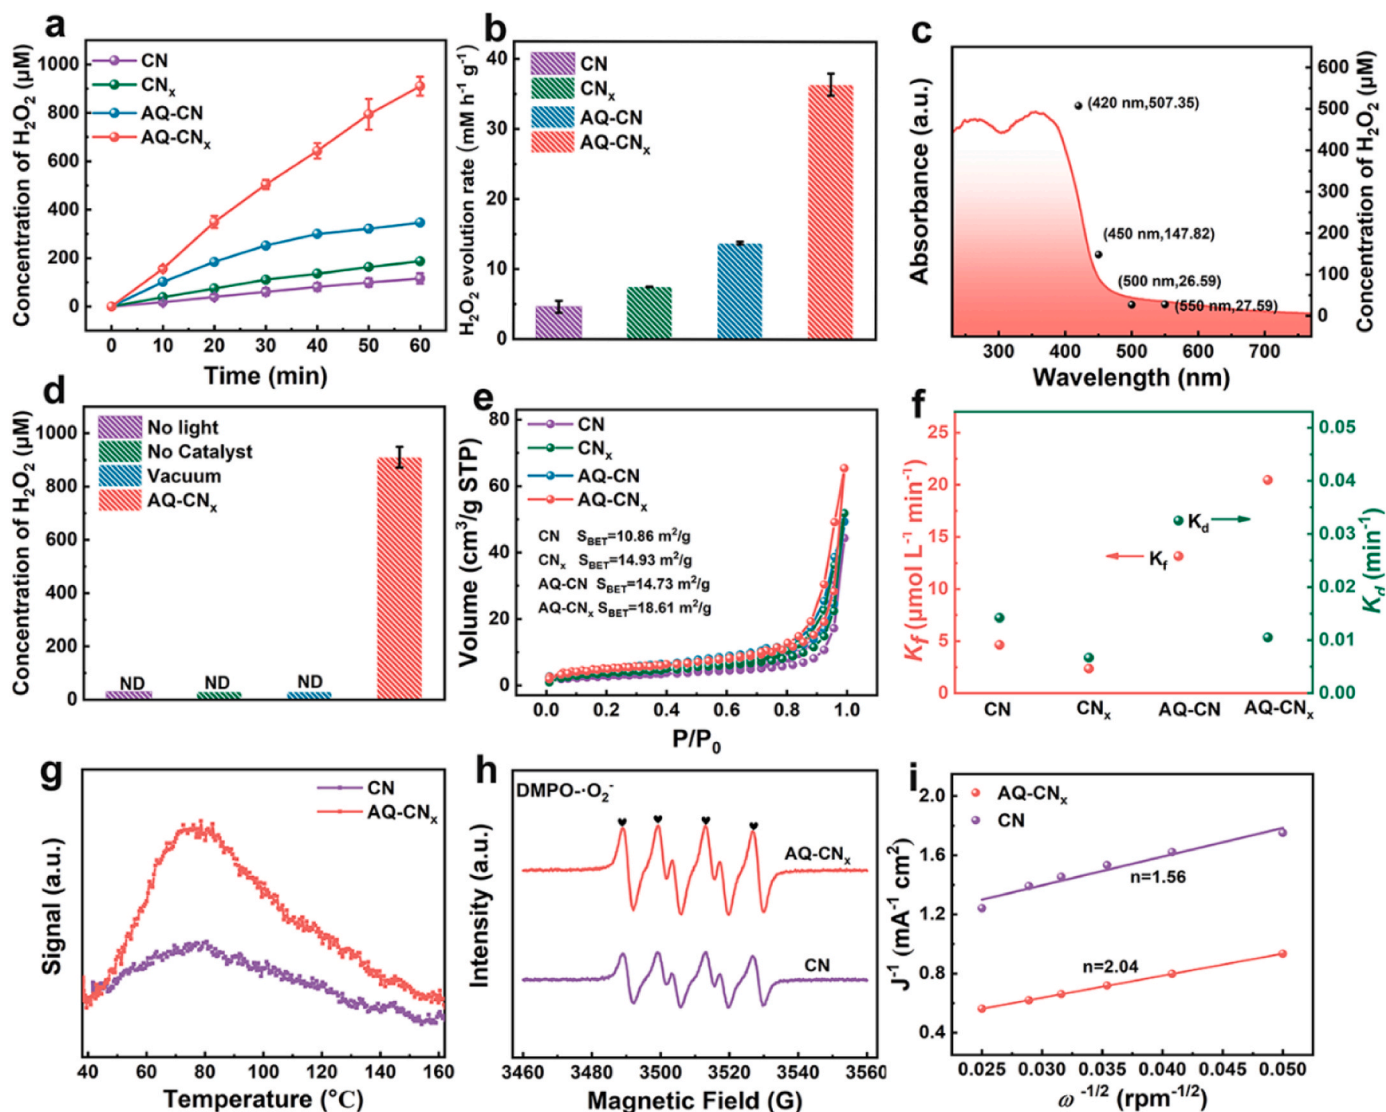 a
Concentration of H₂O₂ (μM)
1000
800
600
400
200
0
CN
CNₓ
AQ-CN
AQ-CNₓ
0 10 20 30 40 50 60
Time (min)
b
H₂O₂ evolution rate (mM h⁻¹ g⁻¹)
40
30
20
10
0
CN
CNₓ
AQ-CN
AQ-CNₓ
c
Absorbance (a.u.)
(420 nm,507.35)
(450 nm,147.82)
(500 nm,26.59)
(550 nm,27.59)
600
500
400
300
200
100
0
Concentration of H₂O₂ (μM)
300 400 500 600 700
Wavelength (nm)
d
Concentration of H₂O₂ (μM)
1000
800
600
400
200
0
No light
No Catalyst
Vacuum
AQ-CNₓ
ND ND ND
e
Volume (cm³/g STP)
80
60
40
20
0
CN
CNₓ
AQ-CN
AQ-CNₓ
CN S_BET=10.86 m²/g
CNₓ S_BET=14.93 m²/g
AQ-CN S_BET=14.73 m²/g
AQ-CNₓ S_BET=18.61 m²/g
0.0 0.2 0.4 0.6 0.8 1.0
P/P₀
f
K_f (μmol L⁻¹ min⁻¹)
25
20
15
10
5
0
K_d
K_f
0.05
0.04
0.03
0.02
0.01
0.00
K_d (min⁻¹)
CN CNₓ AQ-CN AQ-CNₓ
g
Signal (a.u.)
CN
AQ-CNₓ
40 60 80 100 120 140 160
Temperature (°C)
h
Intensity (a.u.)
DMPO-·O₂⁻
AQ-CNₓ
CN
3460 3480 3500 3520 3540 3560
Magnetic Field (G)
i
J⁻¹ (mA⁻¹ cm²)
2.0
1.6
1.2
0.8
0.4
AQ-CNₓ
CN
n=1.56
n=2.04
0.025 0.030 0.035 0.040 0.045 0.050
ω⁻¹/² (rpm⁻¹/²)